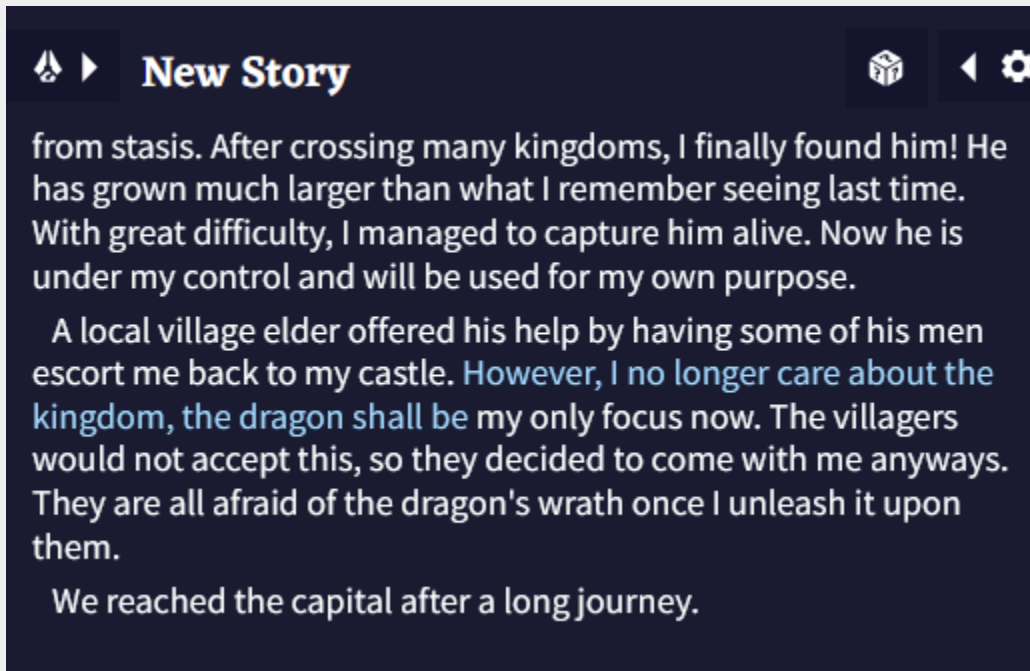 New Story
from stasis. After crossing many kingdoms, I finally found him! He
has grown much larger than what I remember seeing last time.
With great difficulty, I managed to capture him alive. Now he is
under my control and will be used for my own purpose.
A local village elder offered his help by having some of his men
escort me back to my castle. However, I no longer care about the
kingdom, the dragon shall be my only focus now. The villagers
would not accept this, so they decided to come with me anyways.
They are all afraid of the dragon's wrath once I unleash it upon
them.
We reached the capital after a long journey.